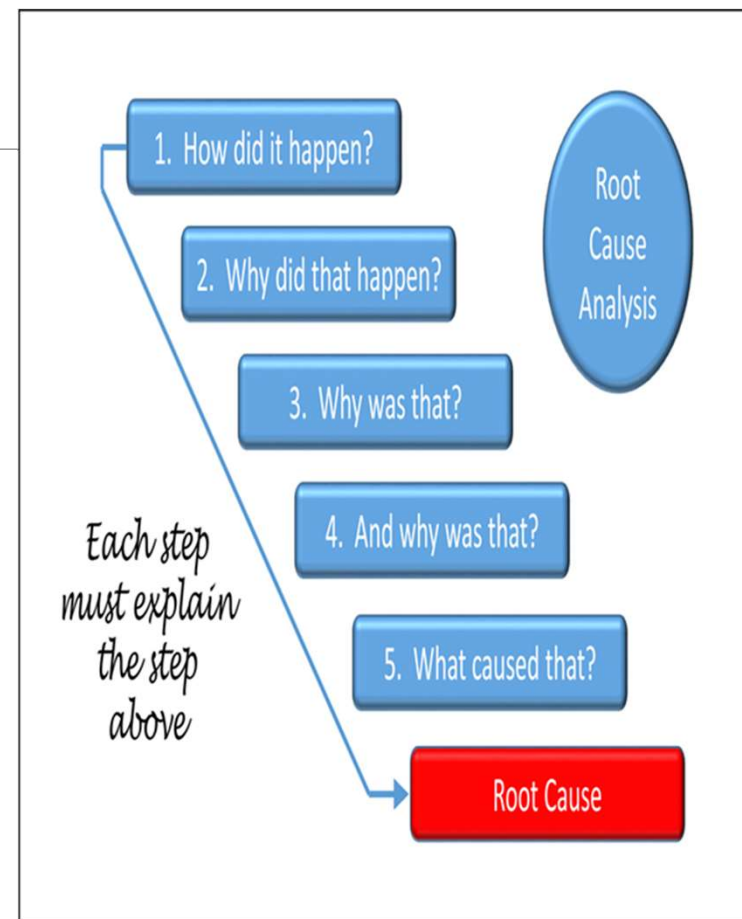 1. How did it happen?
Root
Cause
Analysis
2. Why did that happen?
3. Why was that?
4. And why was that?
Each step
must explain
the step
above
5. What caused that?
Root Cause